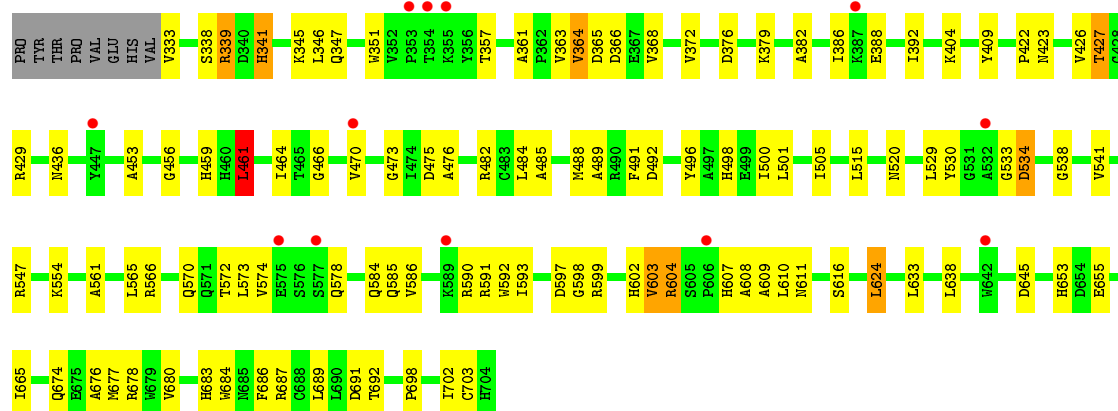 PRO TYR THR PRO VAL GLU HIS VAL V333 S338 R339 D340 H341 K345 L346 Q347 W351 V352 P353 T354 K355 Y356 T357 A361 P362 V363 V364 D365 D366 E367 V368 V372 D376 K379 A382 I386 K387 E388 I392 K404 Y409 P422 N423 V426 T427
R429 N436 Y447 A453 G456 H459 H460 L461 I464 T465 G466 V470 G473 I474 D475 A476 R482 C483 L484 A485 M488 A489 R490 F491 D492 Y496 A497 H498 E499 I500 L501 I505 L515 N520 L529 Y530 G531 A532 G533 D534 G538 V541
R547 K554 A561 L565 R566 Q570 Q571 T572 L573 V574 E575 S576 S577 Q578 Q584 Q585 V586 K589 R590 R591 W592 I593 D597 G598 R599 H602 V603 R604 S605 P606 H607 A608 A609 L610 N611 S616 L624 L633 L638 W642 D645 H653 D654 E655
I665 Q674 E675 A676 M677 R678 W679 V680 H683 W684 N685 F686 R687 C688 L689 L690 D691 T692 P698 I702 C703 H704